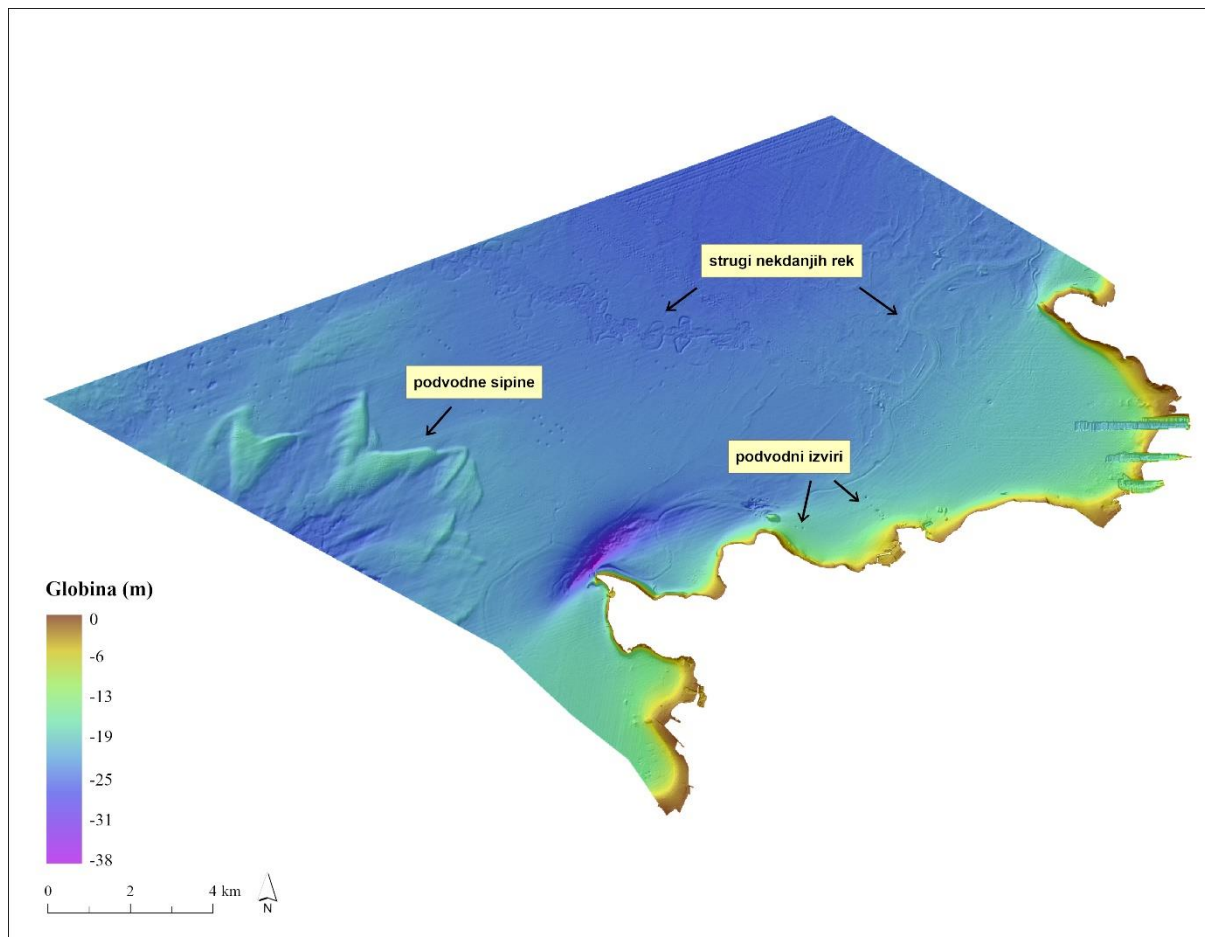 strugi nekdanjih rek
podvodne sipine
podvodni izviri
Globina (m)
0
-6
-13
-19
-25
-31
-38
0 2 4 km
N